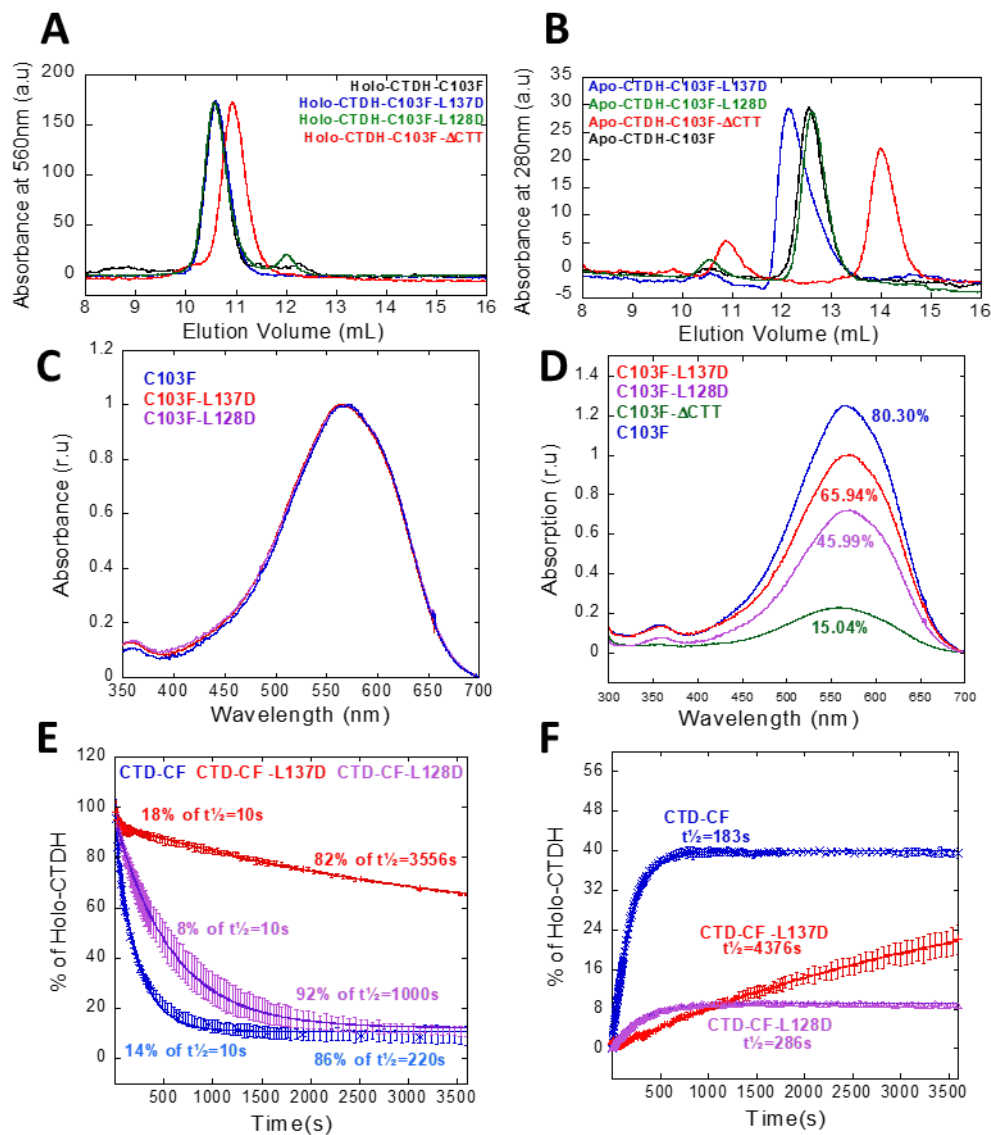 A
Absorbance at 560nm (a.u)
200
150
100
50
0
Holo-CTDH-C103F
Holo-CTDH-C103F-L137D
Holo-CTDH-C103F-L128D
Holo-CTDH-C103F-ΔCTT
8 9 10 11 12 13 14 15 16
Elution Volume (mL)
B
Absorbance at 280nm (a.u)
35
30
25
20
15
10
5
0
-5
Apo-CTDH-C103F-L137D
Apo-CTDH-C103F-L128D
Apo-CTDH-C103F-ΔCTT
Apo-CTDH-C103F
8 9 10 11 12 13 14 15 16
Elution Volume (mL)
C
Absorbance (r.u)
1.2
1
0.8
0.6
0.4
0.2
0
C103F
C103F-L137D
C103F-L128D
350 400 450 500 550 600 650 700
Wavelength (nm)
D
Absorption (r.u)
1.4
1.2
1
0.8
0.6
0.4
0.2
0
C103F-L137D
C103F-L128D
C103F-ΔCTT
C103F
80.30%
65.94%
45.99%
15.04%
300 350 400 450 500 550 600 650 700
Wavelength (nm)
E
% of Holo-CTDH
120
100
80
60
40
20
0
CTD-CF CTD-CF -L137D CTD-CF-L128D
18% of t½=10s
82% of t½=3556s
8% of t½=10s
92% of t½=1000s
14% of t½=10s
86% of t½=220s
500 1000 1500 2000 2500 3000 3500
Time(s)
F
% of Holo-CTDH
56
48
40
32
24
16
8
0
CTD-CF
t½=183s
CTD-CF -L137D
t½=4376s
CTD-CF-L128D
t½=286s
500 1000 1500 2000 2500 3000 3500
Time(s)